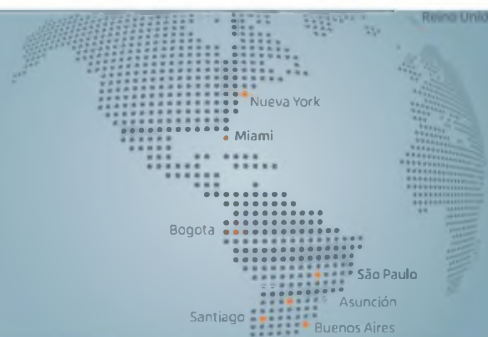 Reino Unido
Nueva York
Miami
Bogota
São Paulo
Asunción
Santiago
Buenos Aires